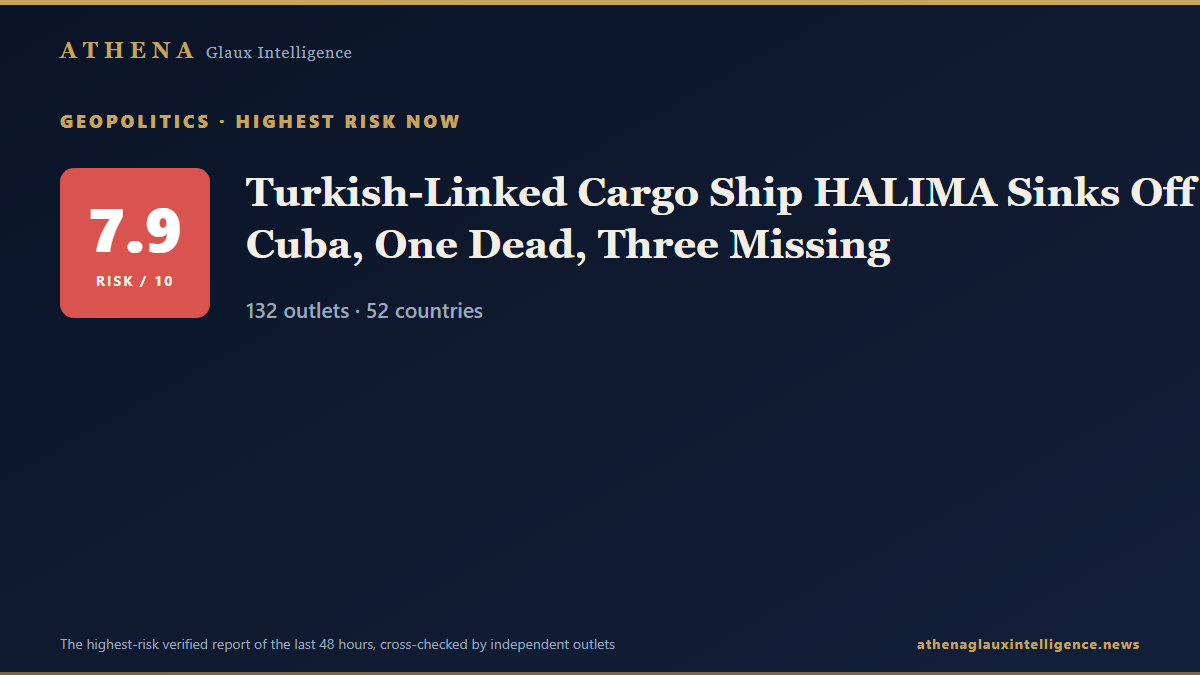 ATHENA Glaux Intelligence
GEOPOLITICS · HIGHEST RISK NOW
7.9
RISK / 10
Turkish-Linked Cargo Ship HALIMA Sinks Off
Cuba, One Dead, Three Missing
132 outlets · 52 countries
The highest-risk verified report of the last 48 hours, cross-checked by independent outlets
athenaglauxintelligence.news